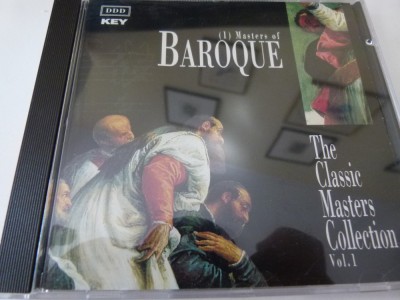 DDD
KEY
(1) Masters of
BAROQUE
The
Classic
Masters
Collection
Vol.1